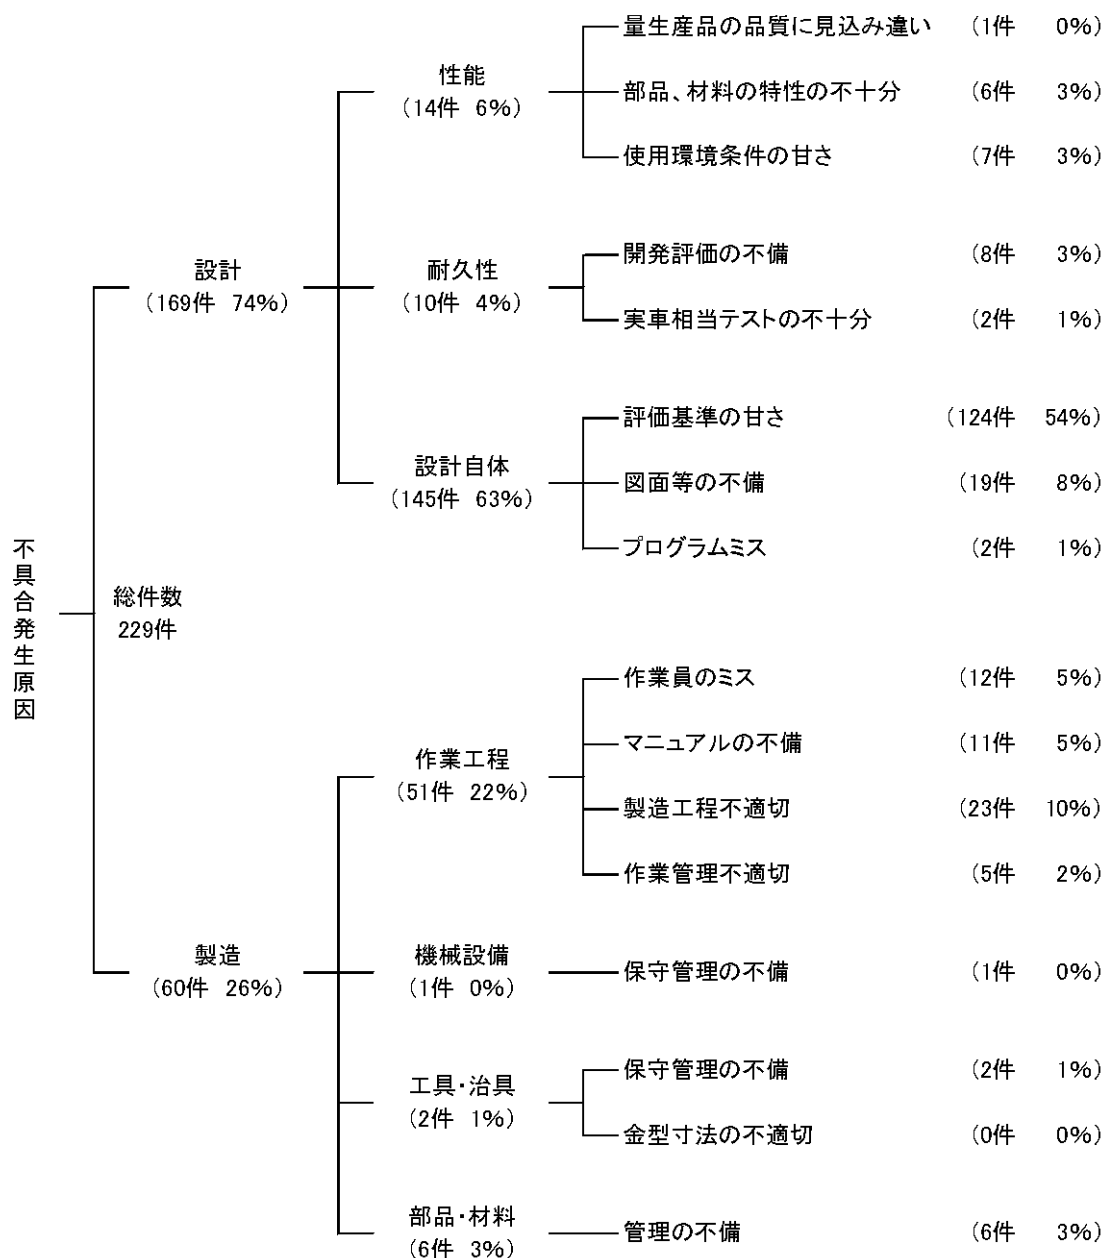 不具合発生原因
総件数
229件
設計
（169件 74%）
性能
（14件 6%）
量生産品の品質に見込み違い （1件 0%）
部品、材料の特性の不十分 （6件 3%）
使用環境条件の甘さ （7件 3%）
耐久性
（10件 4%）
開発評価の不備 （8件 3%）
実車相当テストの不十分 （2件 1%）
設計自体
（145件 63%）
評価基準の甘さ （124件 54%）
図面等の不備 （19件 8%）
プログラムミス （2件 1%）
製造
（60件 26%）
作業工程
（51件 22%）
作業員のミス （12件 5%）
マニュアルの不備 （11件 5%）
製造工程不適切 （23件 10%）
作業管理不適切 （5件 2%）
機械設備
（1件 0%）
保守管理の不備 （1件 0%）
工具・治具
（2件 1%）
保守管理の不備 （2件 1%）
金型寸法の不適切 （0件 0%）
部品・材料
（6件 3%）
管理の不備 （6件 3%）